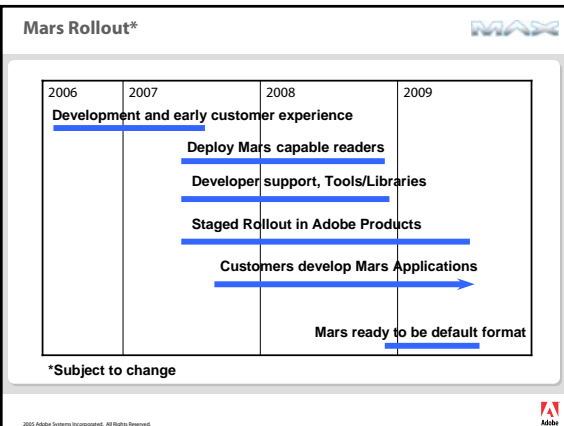 Mars Rollout*
MAX
2006 2007 2008 2009
Development and early customer experience
Deploy Mars capable readers
Developer support, Tools/Libraries
Staged Rollout in Adobe Products
Customers develop Mars Applications
Mars ready to be default format
*Subject to change
2005 Adobe Systems Incorporated. All Rights Reserved.
Adobe